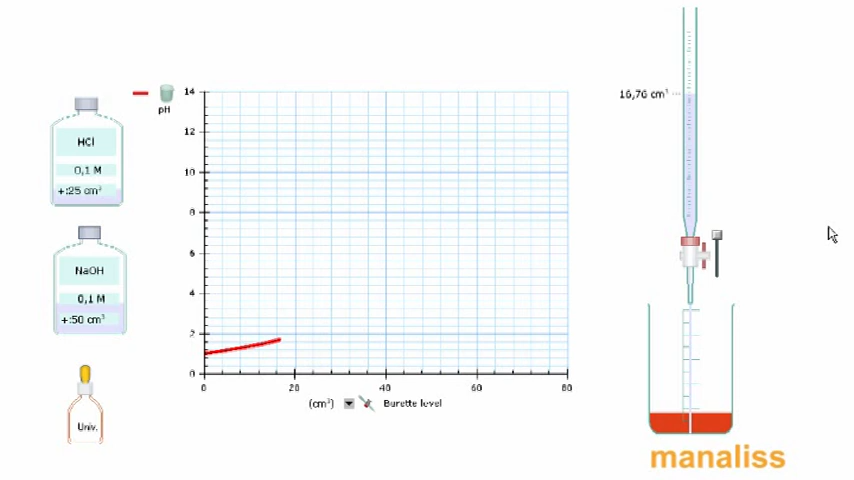 HCl
0,1 M
+:25 cm³
NaOH
0,1 M
+:50 cm³
Univ.
pH
14
12
10
8
6
4
2
0
0 20 40 60 80
(cm³) Burette level
16,76 cm³
manaliss